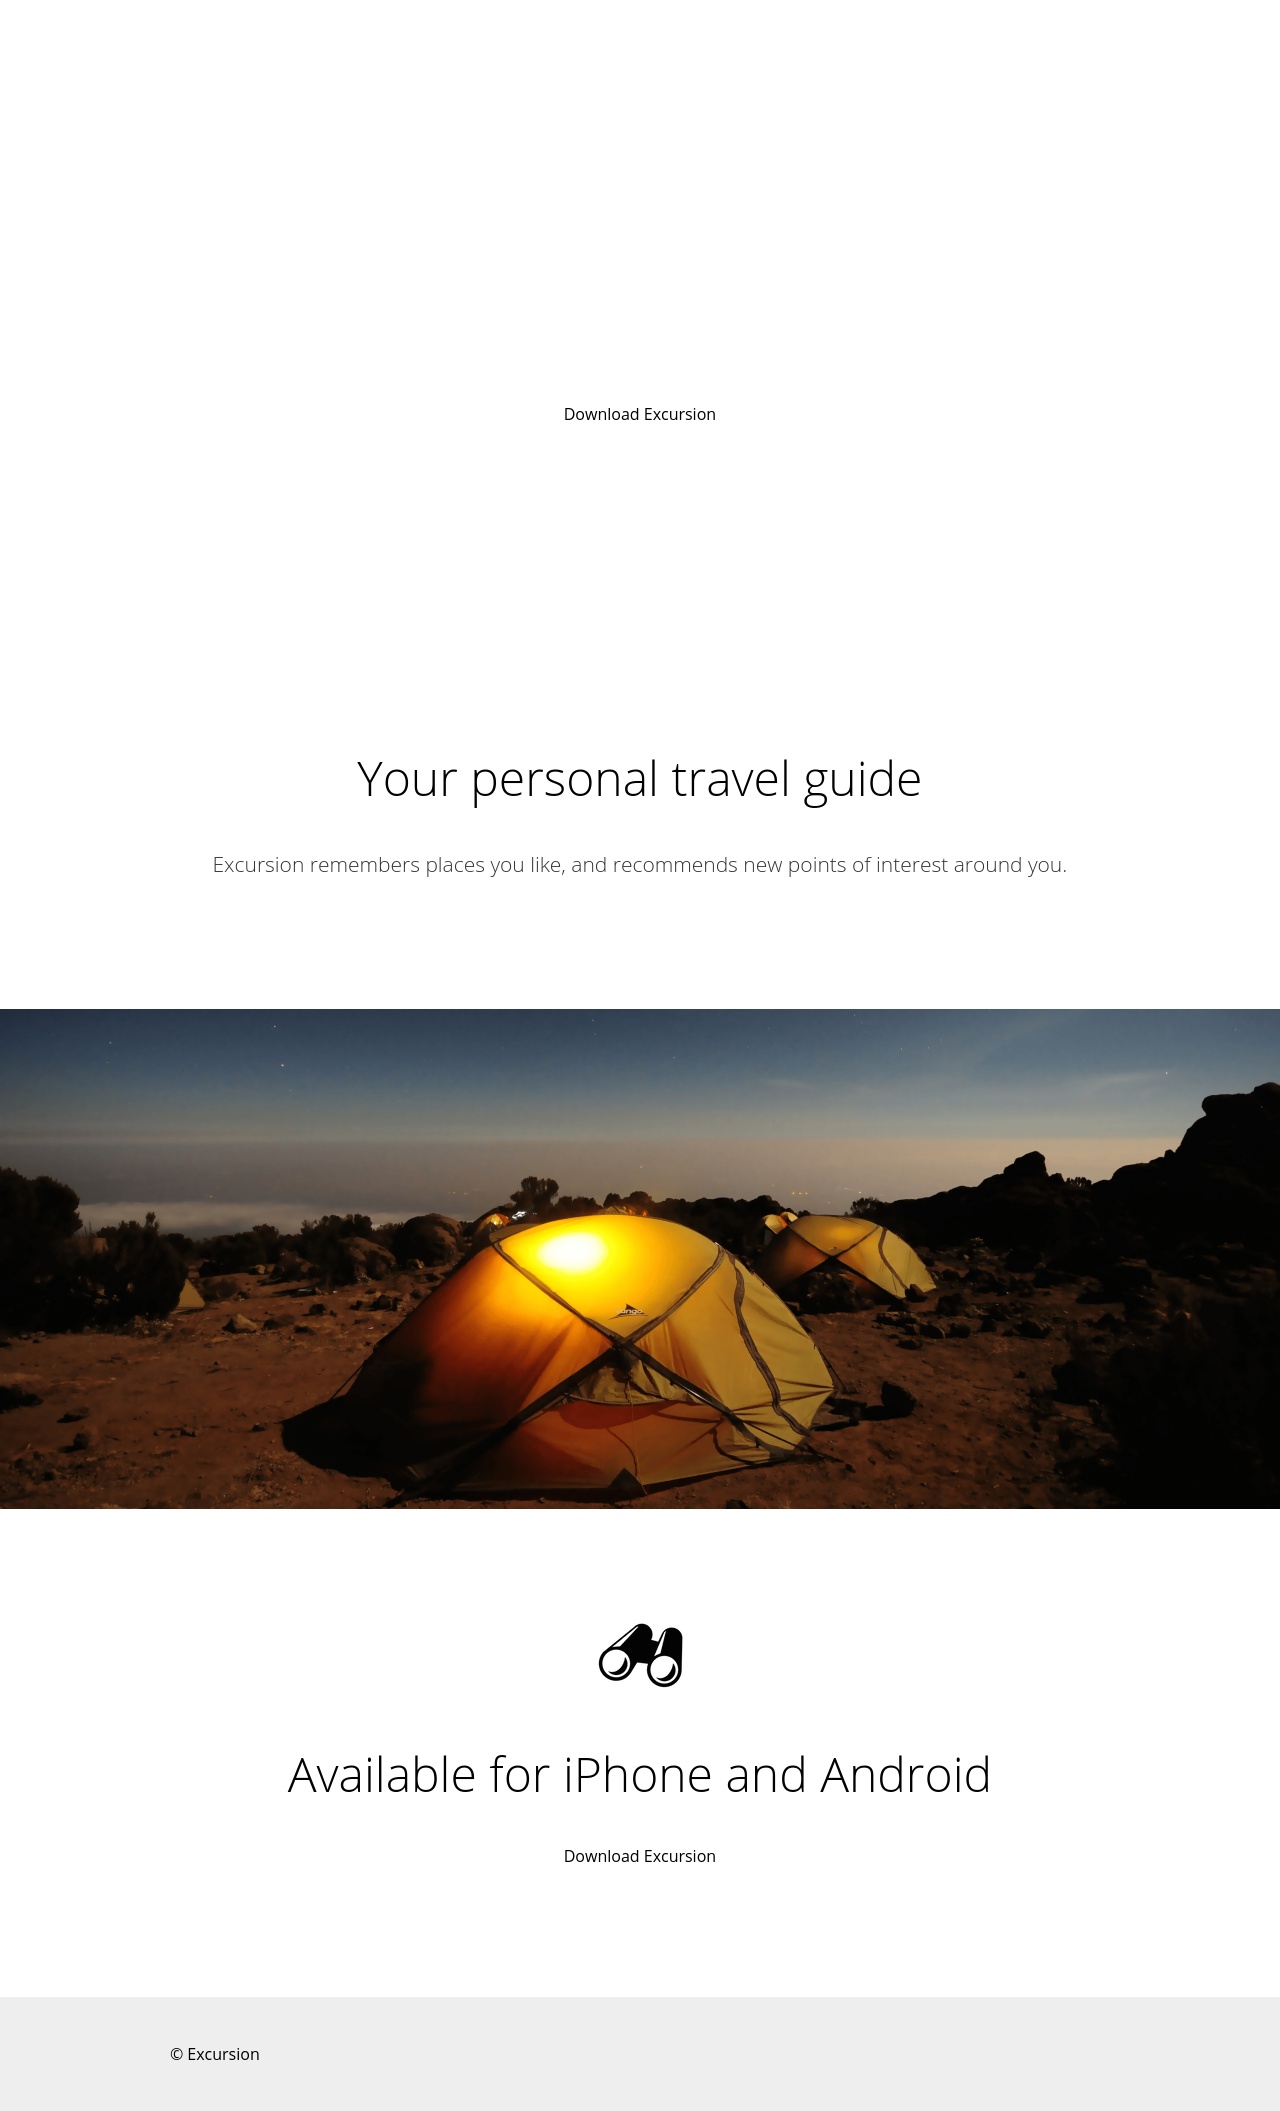 Download Excursion
Your personal travel guide
Excursion remembers places you like, and recommends new points of interest around you.
Available for iPhone and Android
Download Excursion
© Excursion